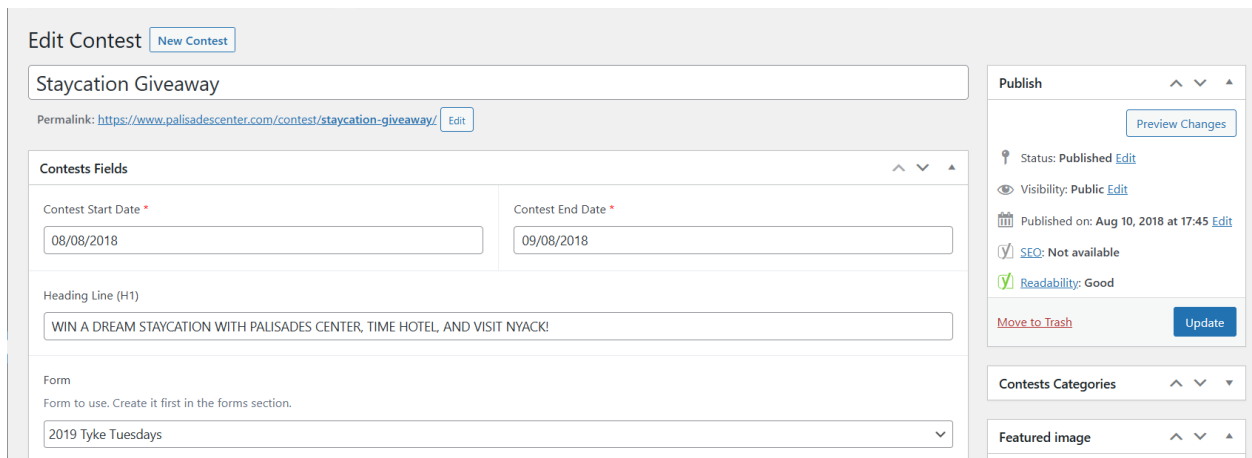 Edit Contest New Contest
Staycation Giveaway
Permalink: https://www.palisadescenter.com/contest/staycation-giveaway/ Edit
Contests Fields
Contest Start Date *
08/08/2018
Contest End Date *
09/08/2018
Heading Line (H1)
WIN A DREAM STAYCATION WITH PALISADES CENTER, TIME HOTEL, AND VISIT NYACK!
Form
Form to use. Create it first in the forms section.
2019 Tyke Tuesdays
Publish
Preview Changes
Status: Published Edit
Visibility: Public Edit
Published on: Aug 10, 2018 at 17:45 Edit
SEO: Not available
Readability: Good
Move to Trash Update
Contests Categories
Featured image